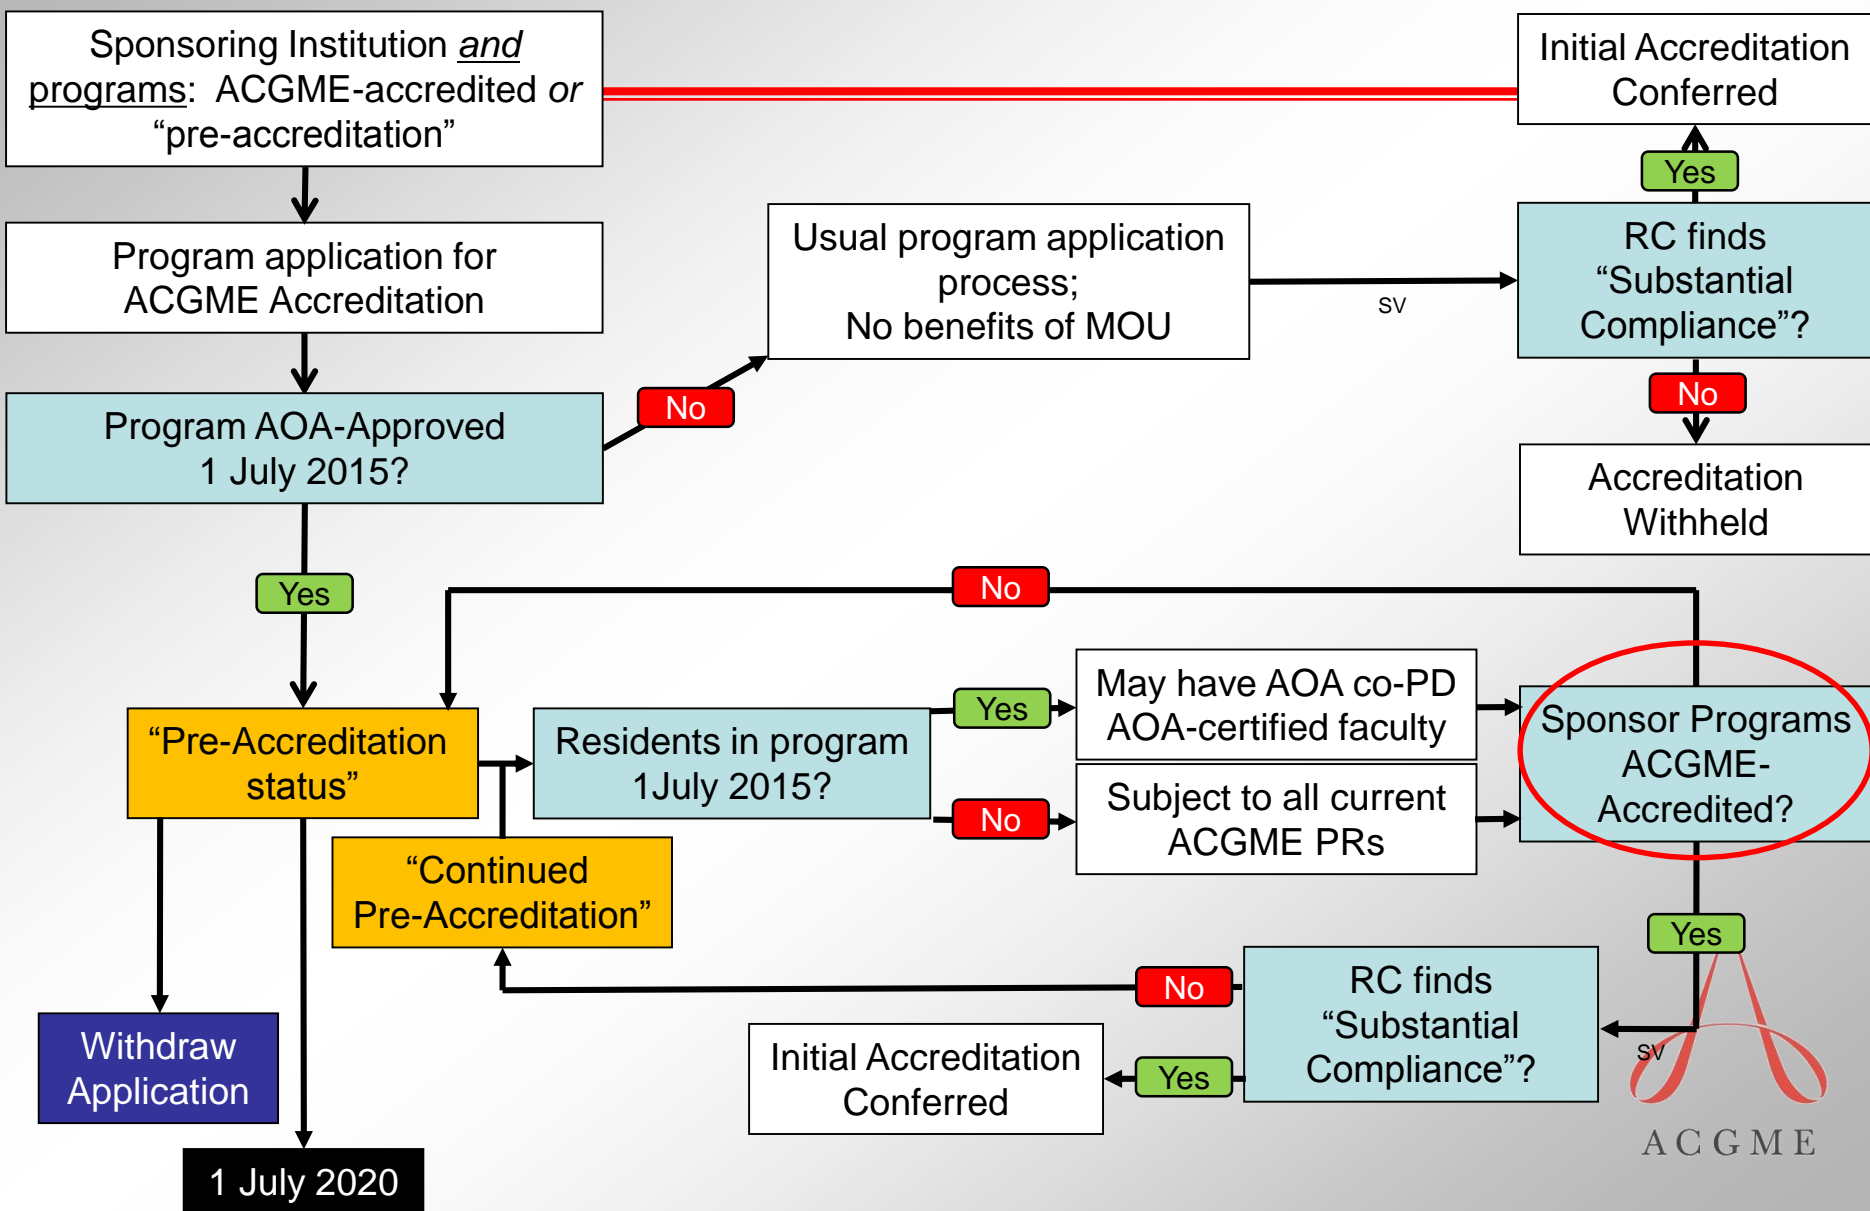 Sponsoring Institution and
programs: ACGME-accredited or
“pre-accreditation”
Initial Accreditation
Conferred
Yes
Program application for
ACGME Accreditation
Usual program application
process;
No benefits of MOU
SV
RC finds
“Substantial
Compliance”?
No
No
Program AOA-Approved
1 July 2015?
Accreditation
Withheld
Yes
No
“Pre-Accreditation
status”
Residents in program
1July 2015?
Yes
May have AOA co-PD
AOA-certified faculty
No
Subject to all current
ACGME PRs
Sponsor Programs
ACGME-
Accredited?
“Continued
Pre-Accreditation”
Yes
No
RC finds
“Substantial
Compliance”?
SV
Withdraw
Application
Initial Accreditation
Conferred
Yes
ACGME
1 July 2020